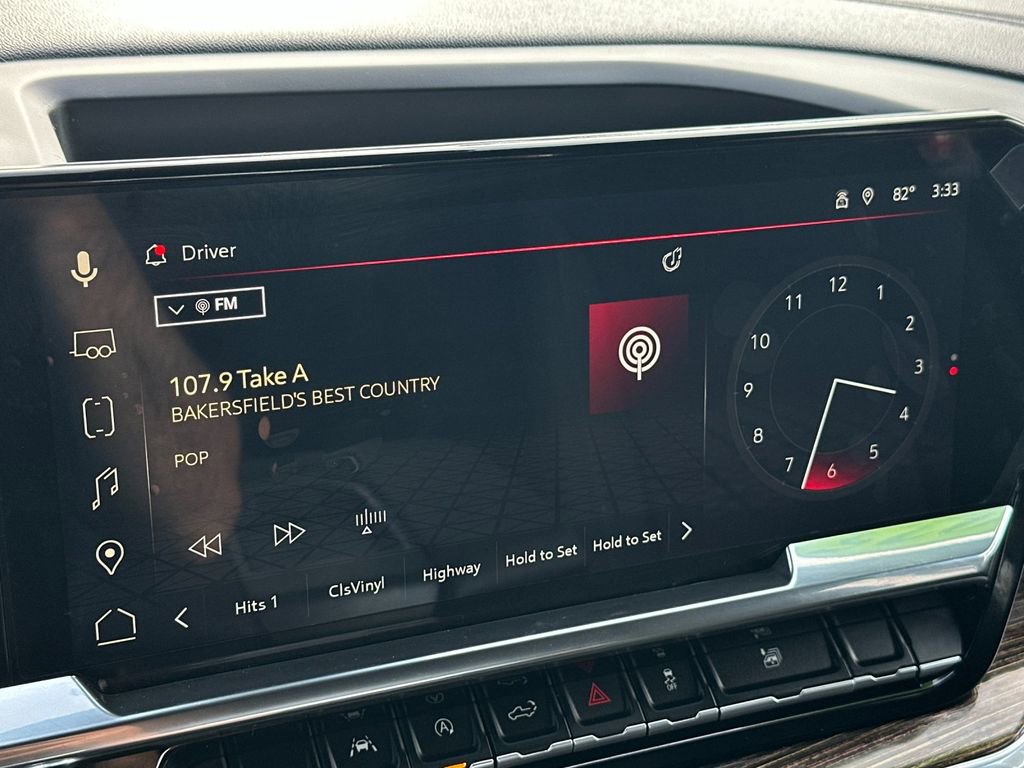 82° 3:33
Driver
FM
107.9 Take A
BAKERSFIELD'S BEST COUNTRY
POP
12
11 1
10 2
9 3
8 4
7 6 5
Hits 1 ClsVinyl Highway Hold to Set Hold to Set
A
OFF